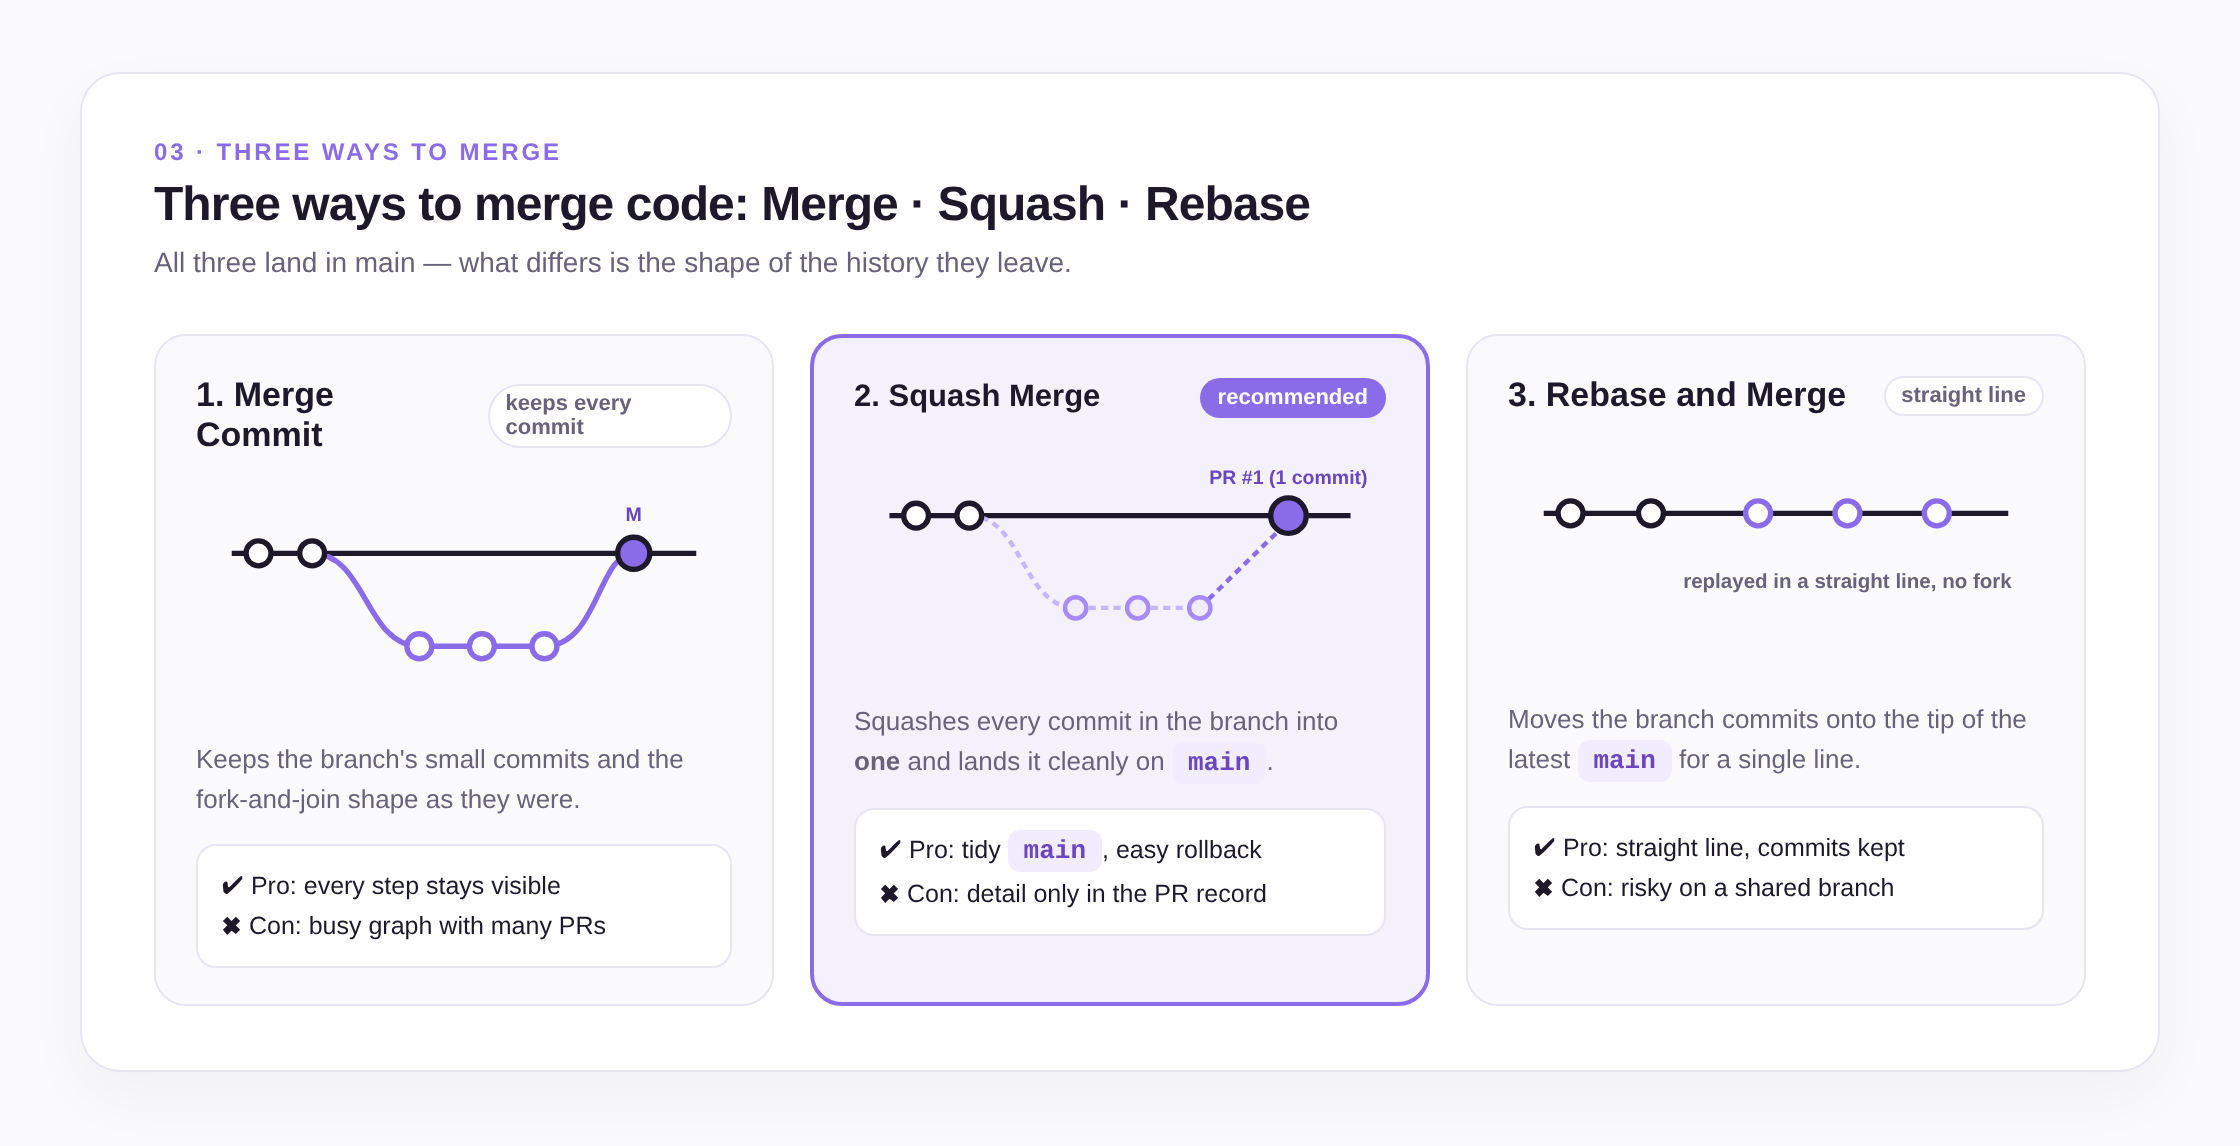 03 · THREE WAYS TO MERGE
Three ways to merge code: Merge · Squash · Rebase
All three land in main — what differs is the shape of the history they leave.
1. Merge
Commit
keeps every
commit
M
Keeps the branch's small commits and the
fork-and-join shape as they were.
✔ Pro: every step stays visible
✖ Con: busy graph with many PRs
2. Squash Merge
recommended
PR #1 (1 commit)
Squashes every commit in the branch into
one and lands it cleanly on main .
✔ Pro: tidy main , easy rollback
✖ Con: detail only in the PR record
3. Rebase and Merge
straight line
replayed in a straight line, no fork
Moves the branch commits onto the tip of the
latest main for a single line.
✔ Pro: straight line, commits kept
✖ Con: risky on a shared branch